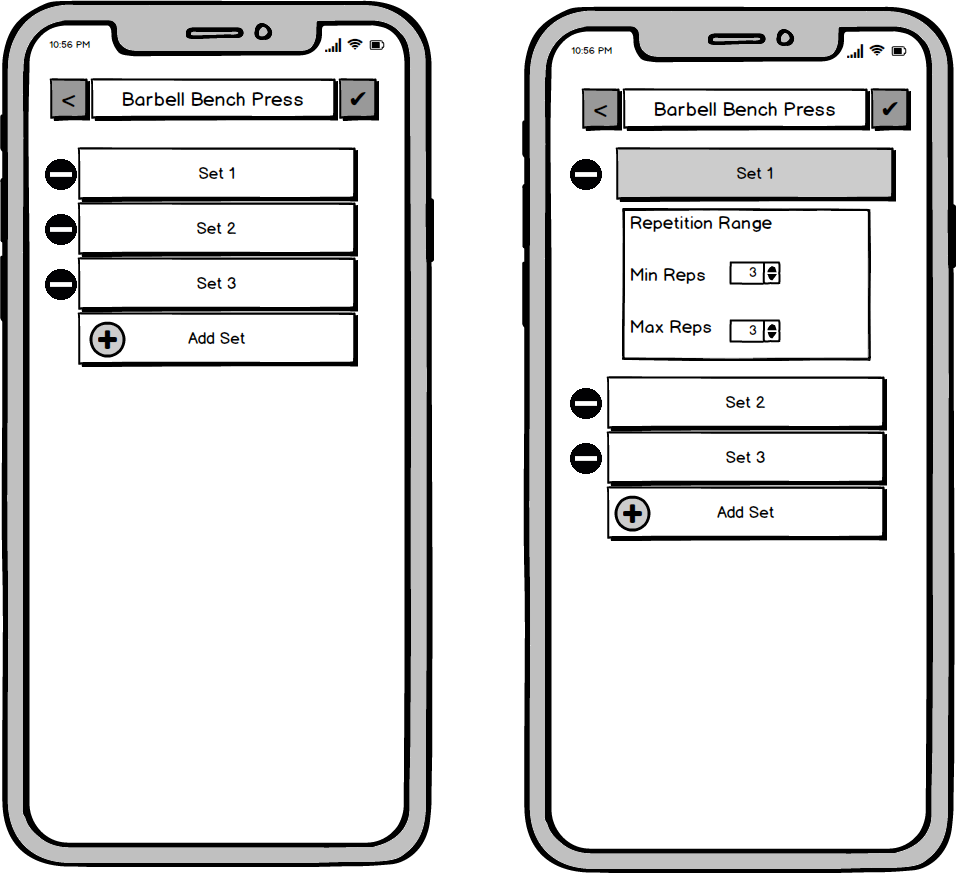 10:56 PM
< Barbell Bench Press ✔
Set 1
Set 2
Set 3
Add Set
10:56 PM
< Barbell Bench Press ✔
Set 1
Repetition Range
Min Reps 3
Max Reps 3
Set 2
Set 3
Add Set